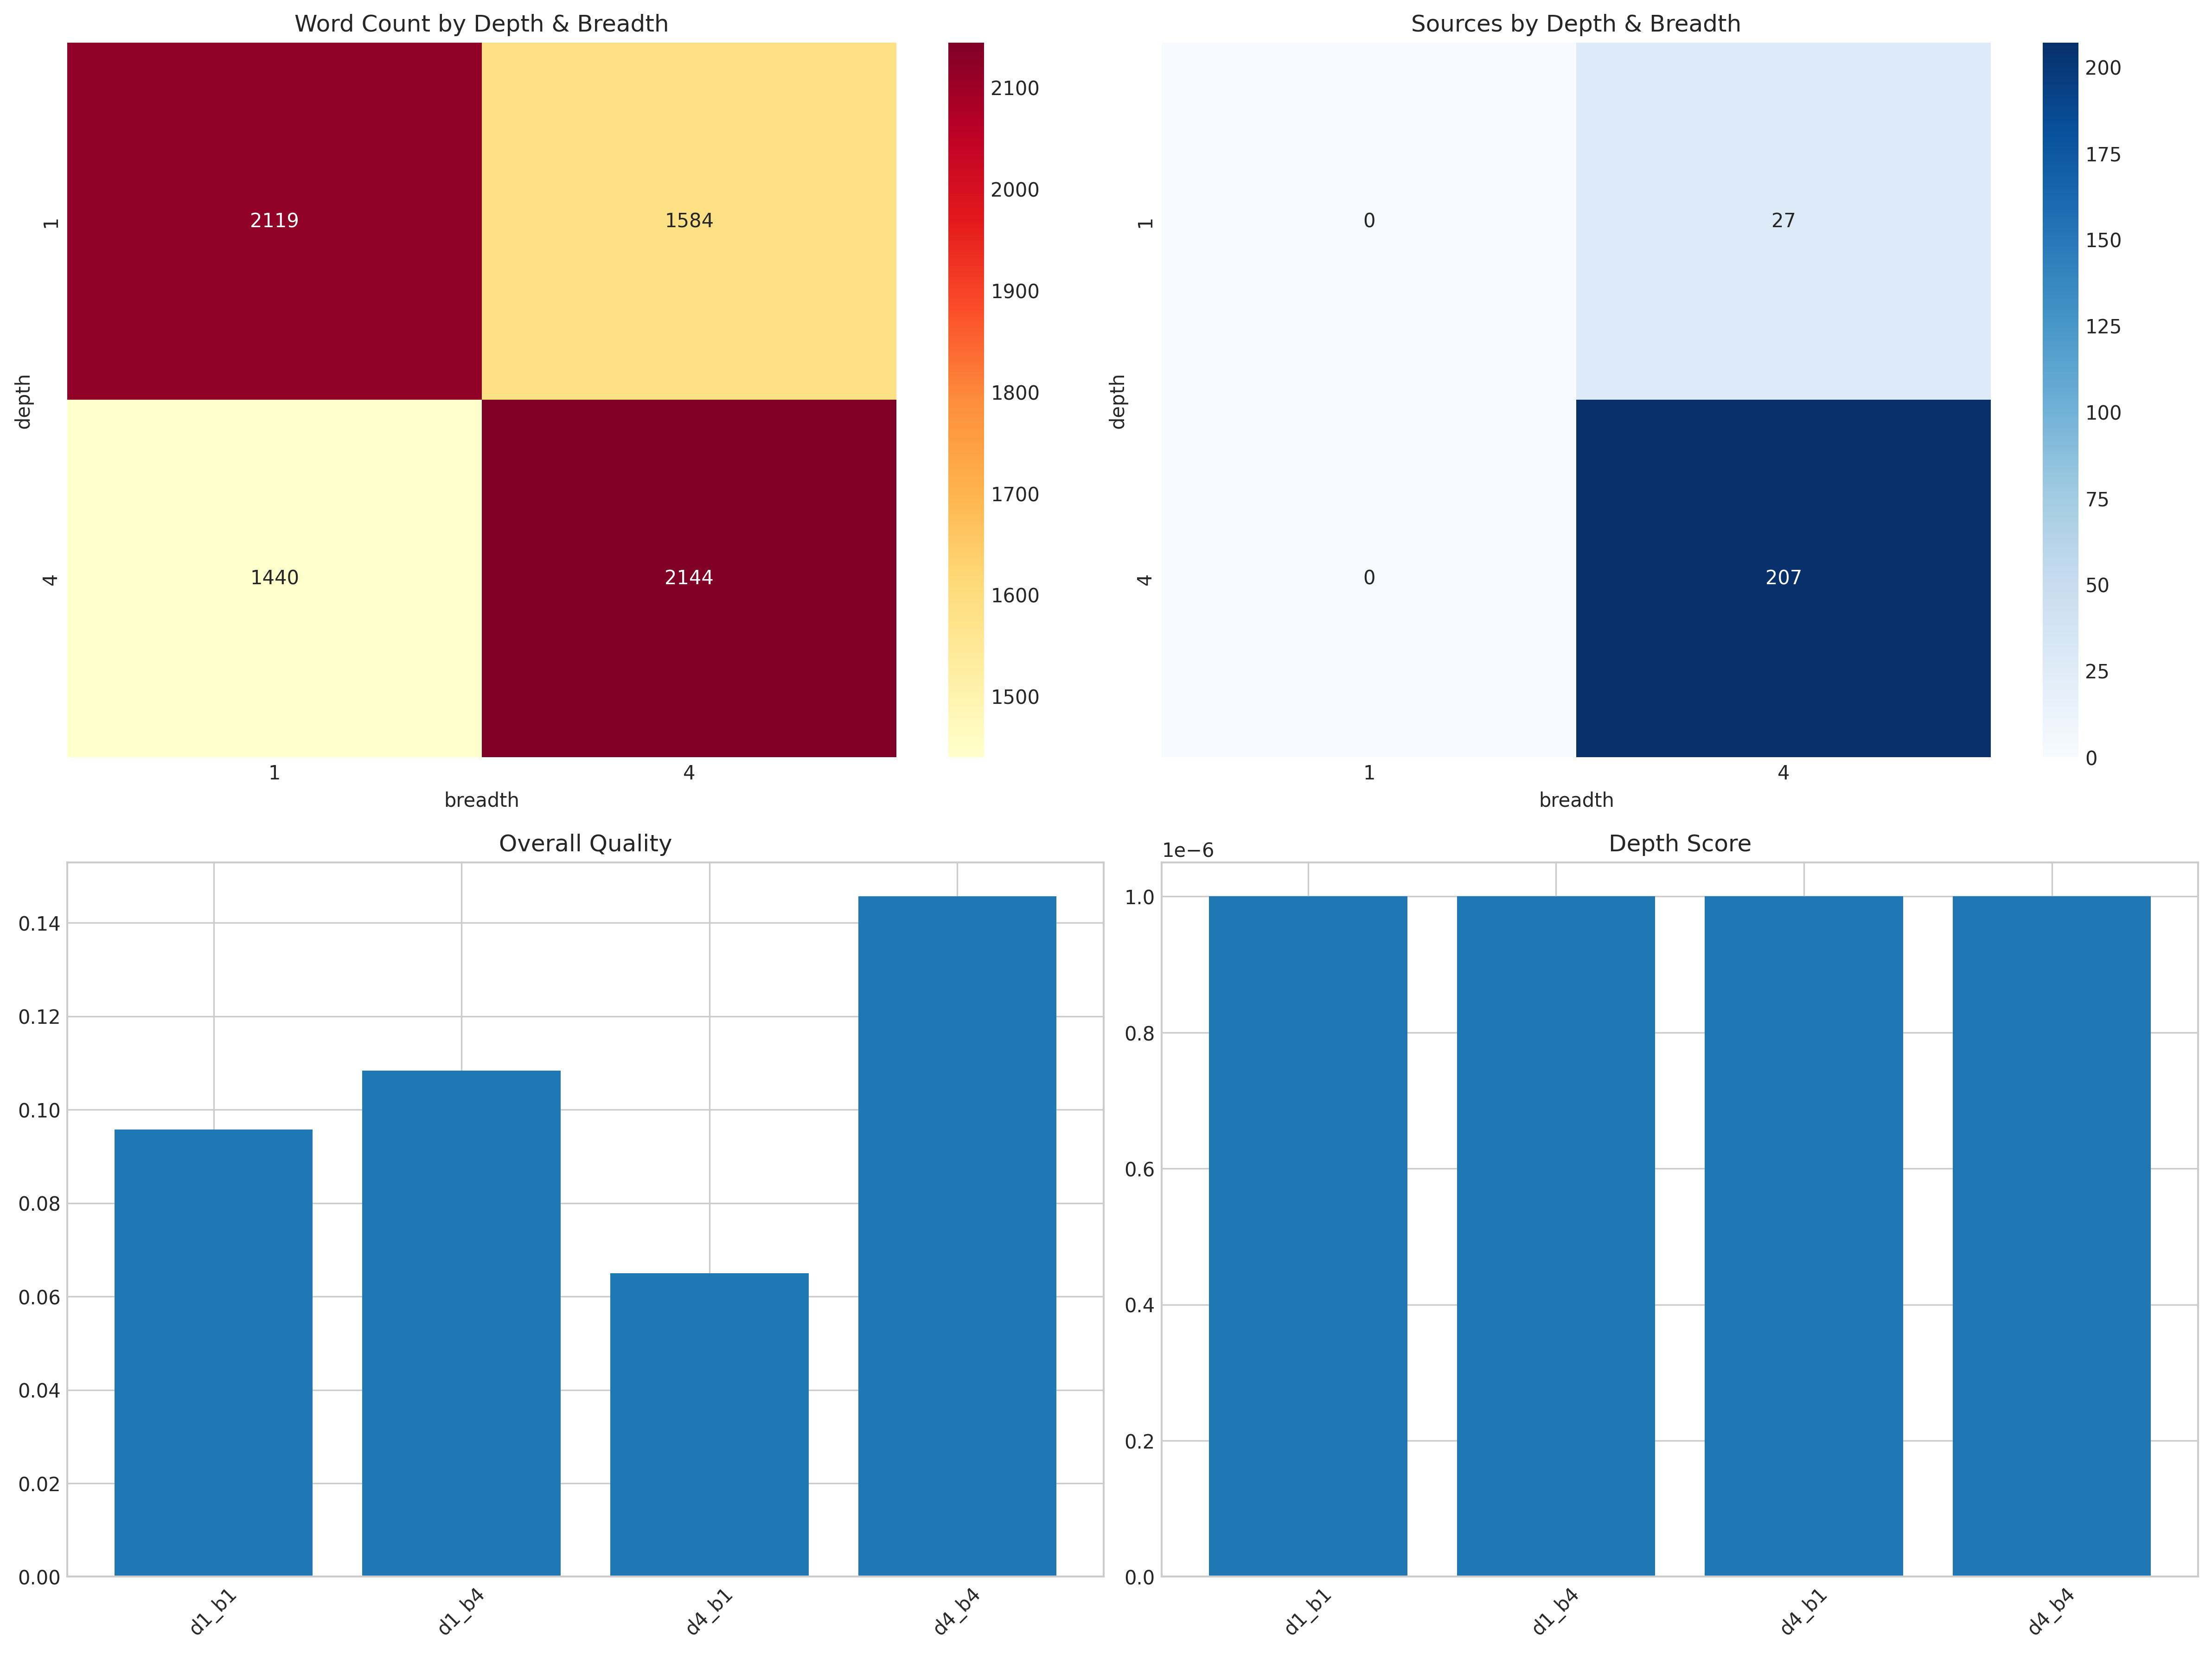 Word Count by Depth & Breadth
2119
1584
1440
2144
1
4
depth
1
4
breadth
2100
2000
1900
1800
1700
1600
1500
Sources by Depth & Breadth
0
27
0
207
1
4
depth
1
4
breadth
200
175
150
125
100
75
50
25
0
Overall Quality
0.14
0.12
0.10
0.08
0.06
0.04
0.02
0.00
d1_b1
d1_b4
d4_b1
d4_b4
Depth Score
1e−6
1.0
0.8
0.6
0.4
0.2
0.0
d1_b1
d1_b4
d4_b1
d4_b4